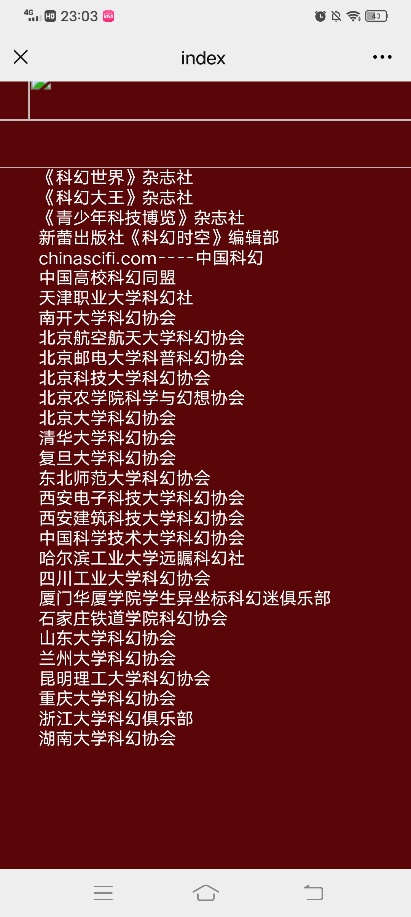 4G HD 23:03 43
index
《科幻世界》杂志社
《科幻大王》杂志社
《青少年科技博览》杂志社
新蕾出版社《科幻时空》编辑部
chinascifi.com----中国科幻
中国高校科幻同盟
天津职业大学科幻社
南开大学科幻协会
北京航空航天大学科幻协会
北京邮电大学科普科幻协会
北京科技大学科幻协会
北京农学院科学与幻想协会
北京大学科幻协会
清华大学科幻协会
复旦大学科幻协会
东北师范大学科幻协会
西安电子科技大学科幻协会
西安建筑科技大学科幻协会
中国科学技术大学科幻协会
哈尔滨工业大学远瞩科幻社
四川工业大学科幻协会
厦门华厦学院学生异坐标科幻迷俱乐部
石家庄铁道学院科幻协会
山东大学科幻协会
兰州大学科幻协会
昆明理工大学科幻协会
重庆大学科幻协会
浙江大学科幻俱乐部
湖南大学科幻协会